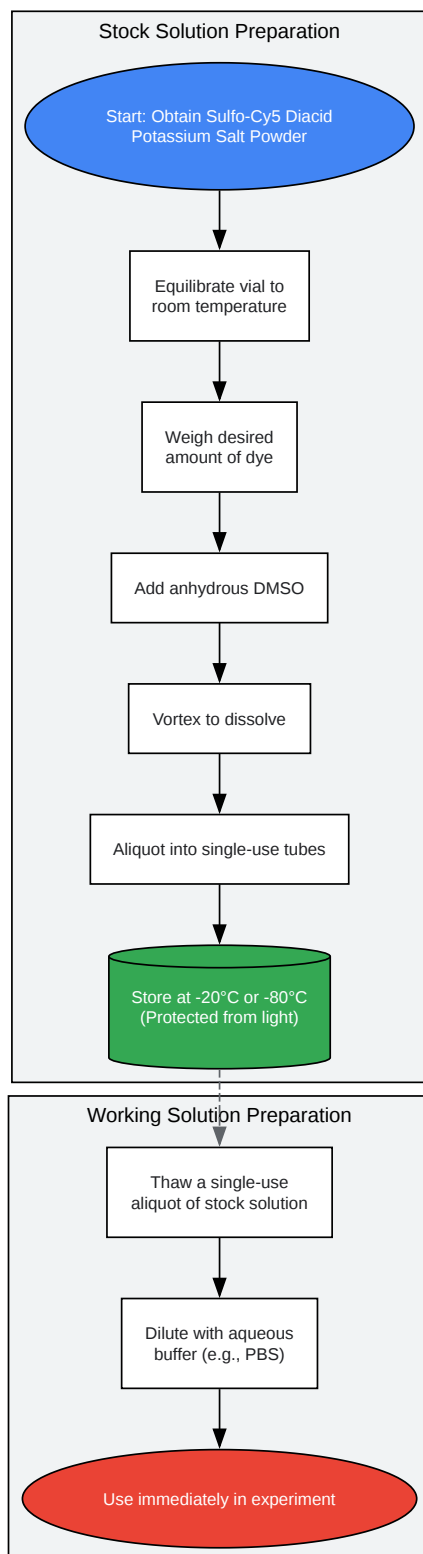 Stock Solution Preparation
Start: Obtain Sulfo-Cy5 Diacid
Potassium Salt Powder
Equilibrate vial to
room temperature
Weigh desired
amount of dye
Add anhydrous DMSO
Vortex to dissolve
Aliquot into single-use tubes
Store at -20°C or -80°C
(Protected from light)
Working Solution Preparation
Thaw a single-use
aliquot of stock solution
Dilute with aqueous
buffer (e.g., PBS)
Use immediately in experiment